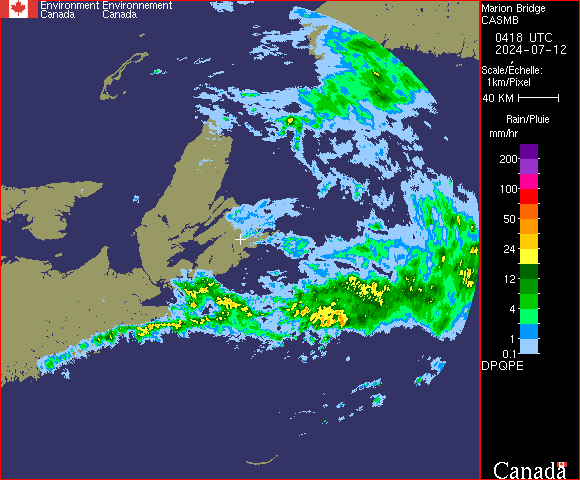 Environment Environnement
Canada Canada
Marion Bridge
CASMB
0418 UTC
2024-07-12
Scale/Échelle:
1km/Pixel
40 KM
Rain/Pluie
mm/hr
200
100
50
24
12
4
1
0.1
DPQPE
Canada